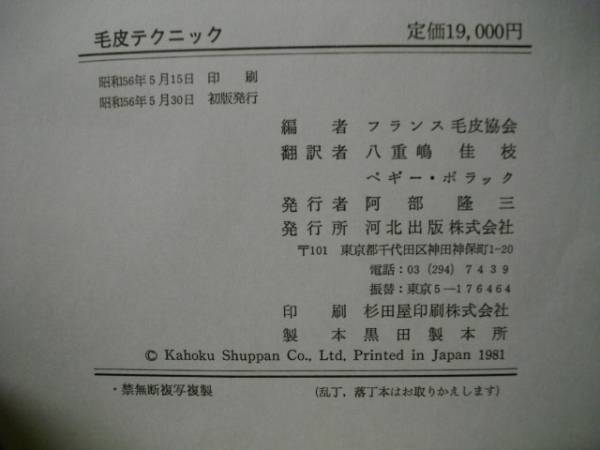 毛皮テクニック 定価19,000円
昭和56年5月15日 印 刷
昭和56年5月30日 初版発行
編 者 フランス毛皮協会
翻訳者 八重嶋 佳 枝
ペギー・ポラック
発行者 阿 部 隆 三
発行所 河北出版株式会社
〒101 東京都千代田区神田神保町1-20
電話:03 (294) 7439
振替:東京5-176464
印 刷 杉田屋印刷株式会社
製 本 黒田製本所
© Kahoku Shuppan Co., Ltd, Printed in Japan 1981
・禁無断複写複製 (乱丁,落丁本はお取りかえします)